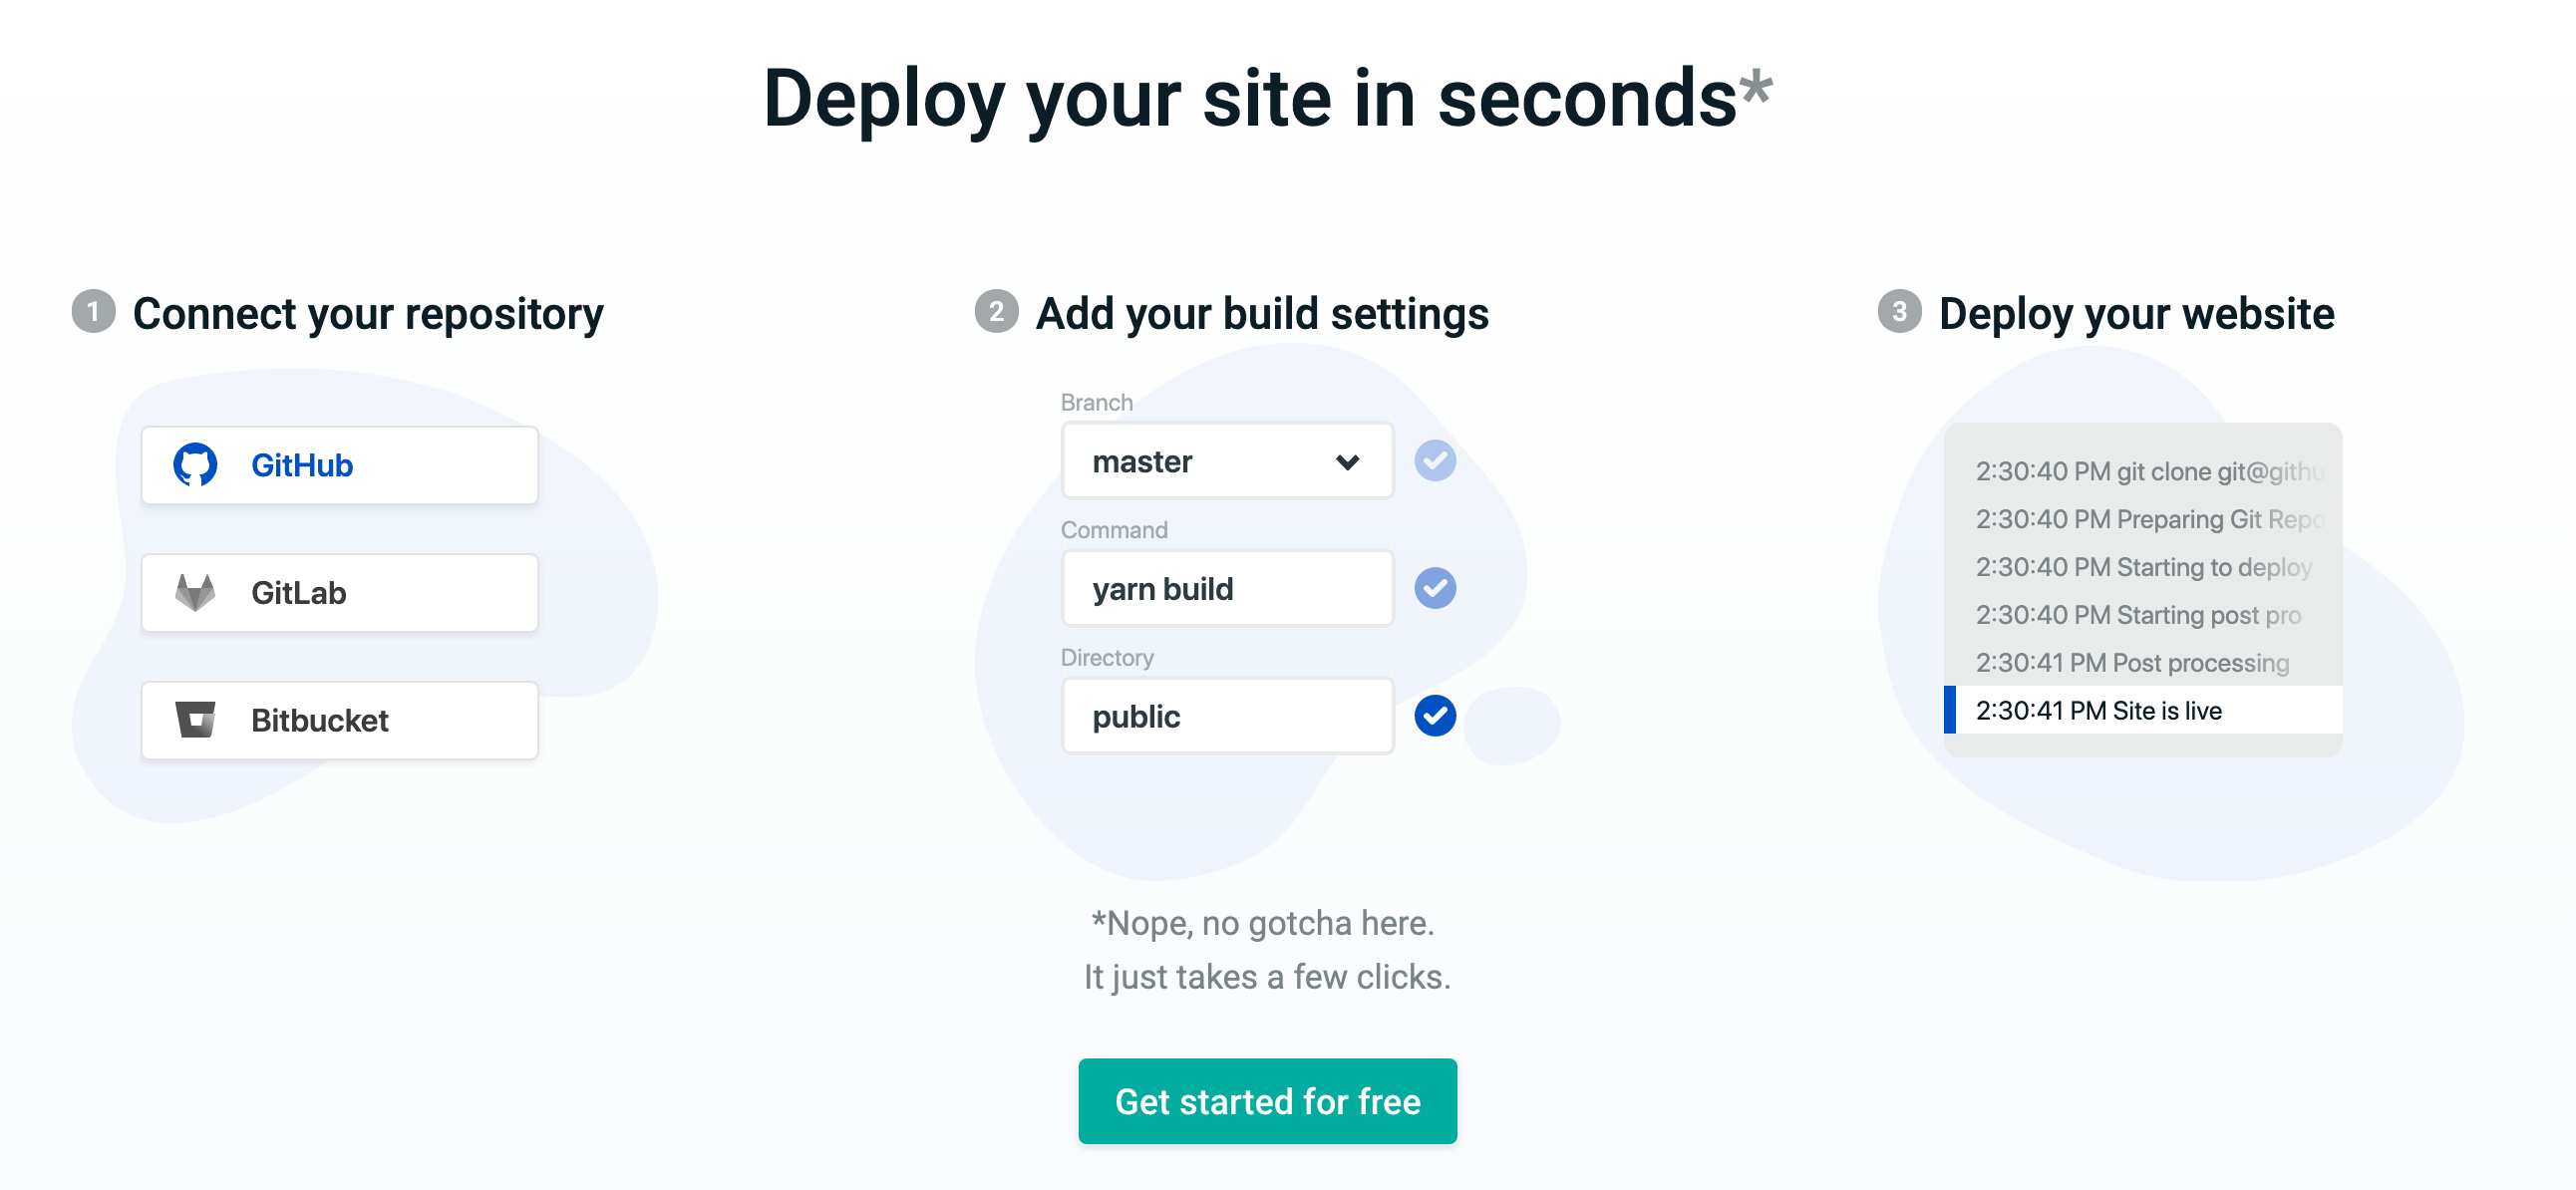 Deploy your site in seconds*
1 Connect your repository
GitHub
GitLab
Bitbucket
2 Add your build settings
Branch
master
Command
yarn build
Directory
public
3 Deploy your website
2:30:40 PM git clone git@githu
2:30:40 PM Preparing Git Repo
2:30:40 PM Starting to deploy
2:30:40 PM Starting post pro
2:30:41 PM Post processing
2:30:41 PM Site is live
*Nope, no gotcha here.
It just takes a few clicks.
Get started for free